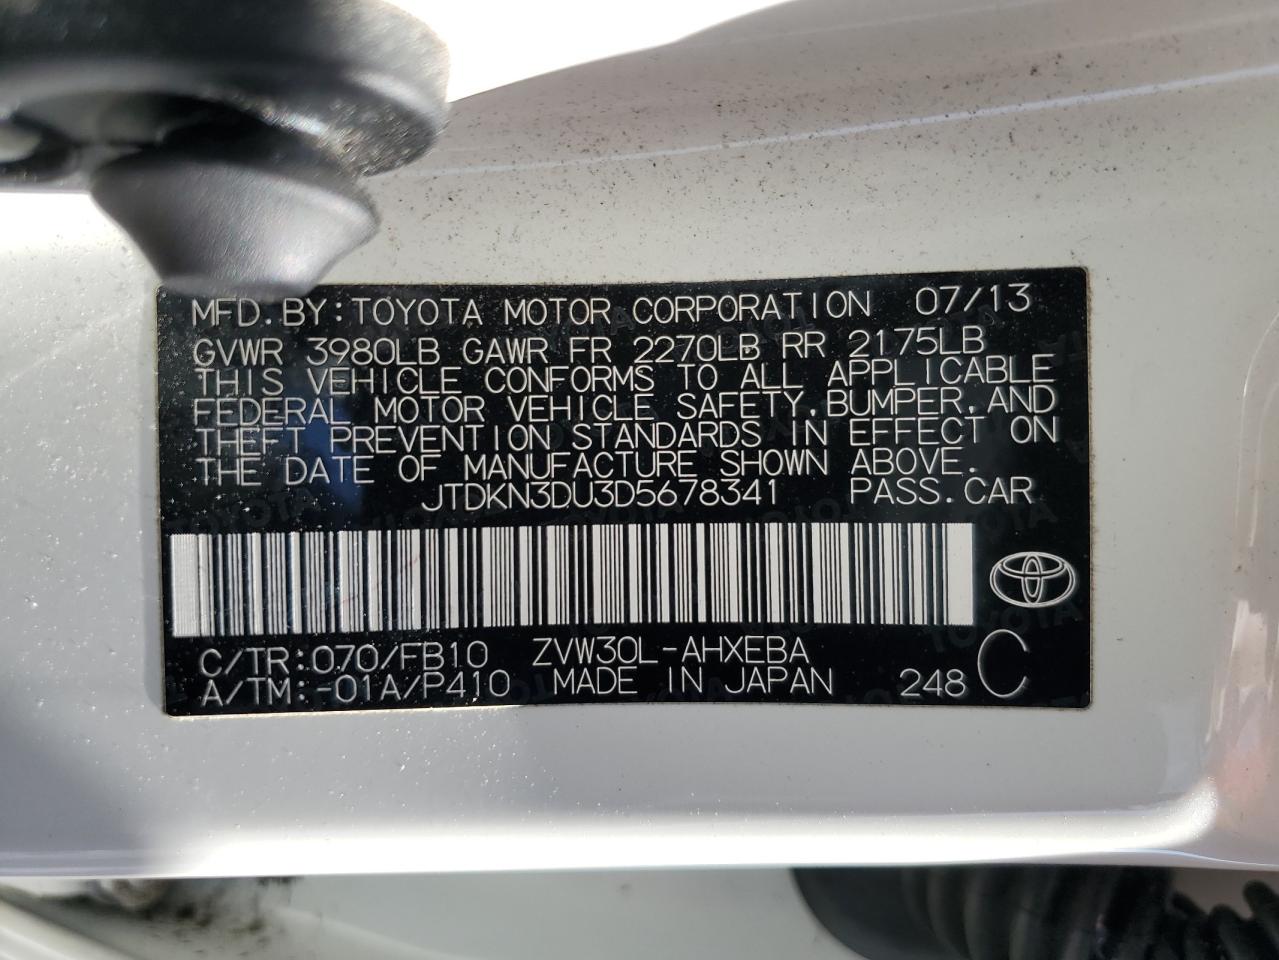 MFD.BY:TOYOTA MOTOR CORPORATION 07/13
GVWR 3980LB GAWR FR 2270LB RR 2175LB
THIS VEHICLE CONFORMS TO ALL APPLICABLE
FEDERAL MOTOR VEHICLE SAFETY,BUMPER,AND
THEFT PREVENTION STANDARDS IN EFFECT ON
THE DATE OF MANUFACTURE SHOWN ABOVE.
JTDKN3DU3D5678341 PASS.CAR
C/TR:070/FB10 ZVW30L-AHXEBA
A/TM:-01A/P410 MADE IN JAPAN 248 C